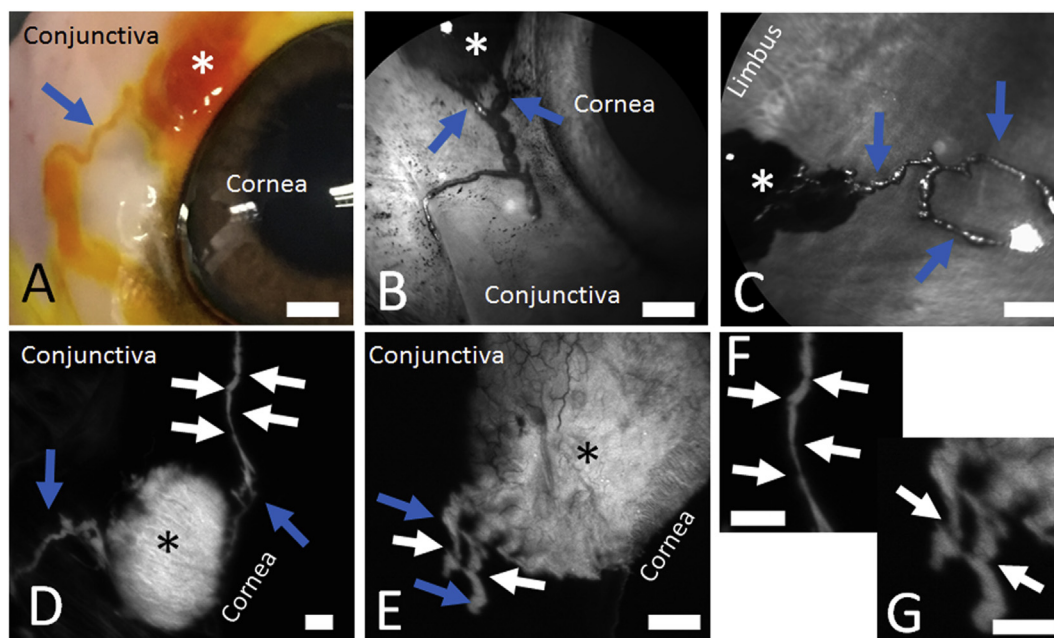 Conjunctiva
*
Cornea
A
*
Cornea
Conjunctiva
B
Limbus
*
C
Conjunctiva
*
Cornea
D
Conjunctiva
*
Cornea
E
F
G